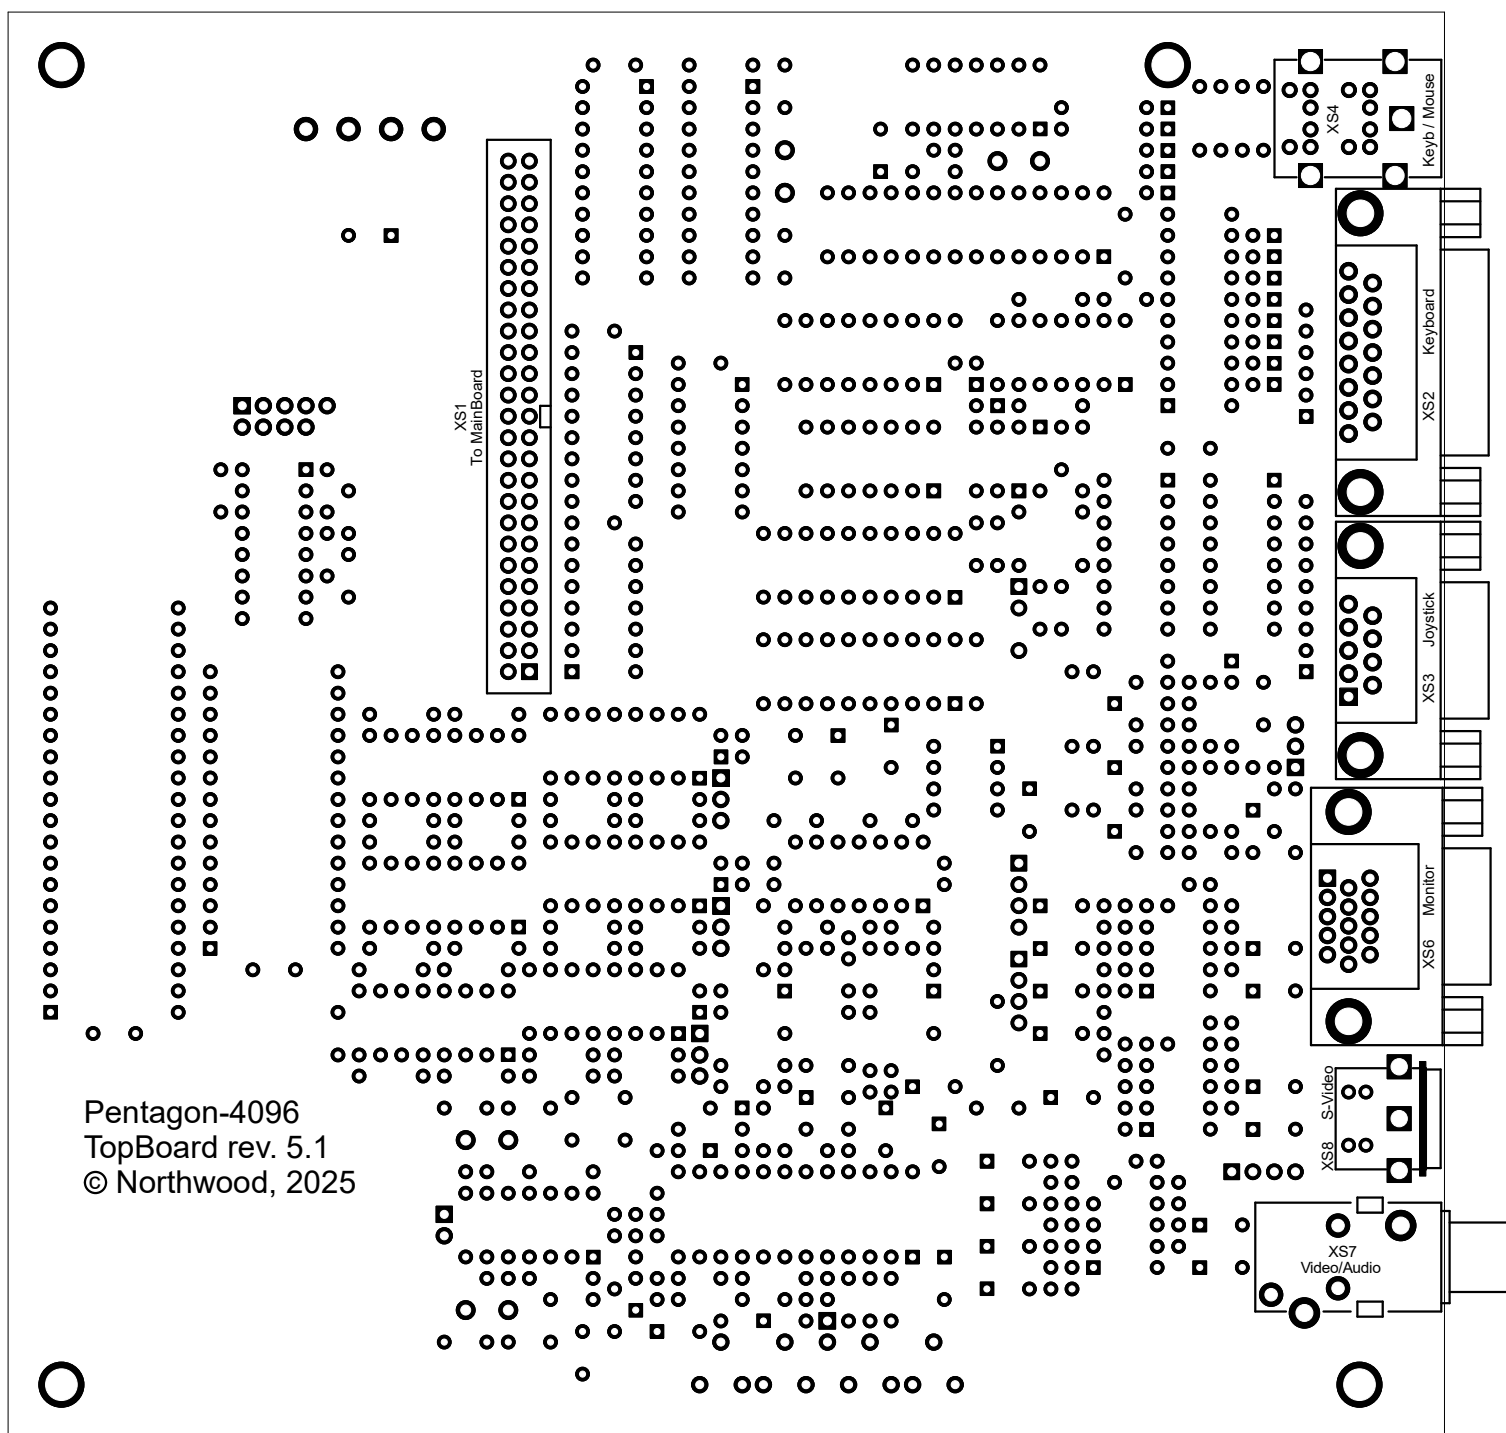 XS4
Keyb / Mouse
Keyboard
XS2
XS1
To MainBoard
Joystick
XS3
Monitor
XS6
S-Video
XS8
Pentagon-4096
TopBoard rev. 5.1
© Northwood, 2025
XS7
Video/Audio